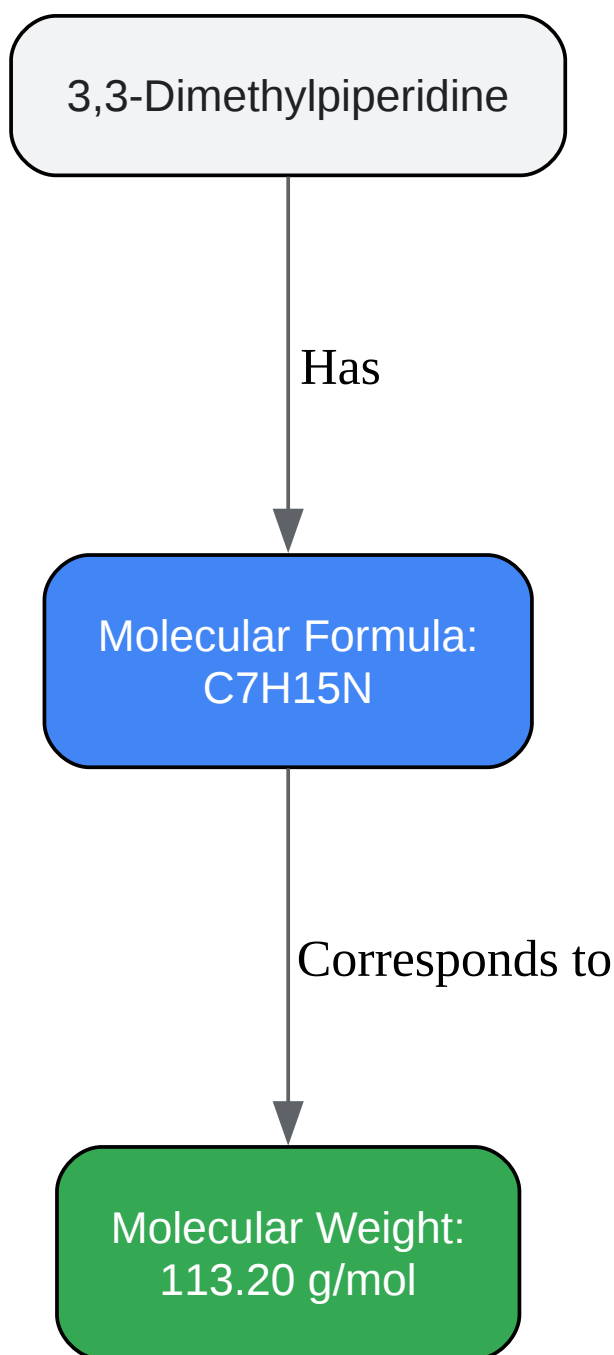 3,3-Dimethylpiperidine
Has
Molecular Formula:
C7H15N
Corresponds to
Molecular Weight:
113.20 g/mol